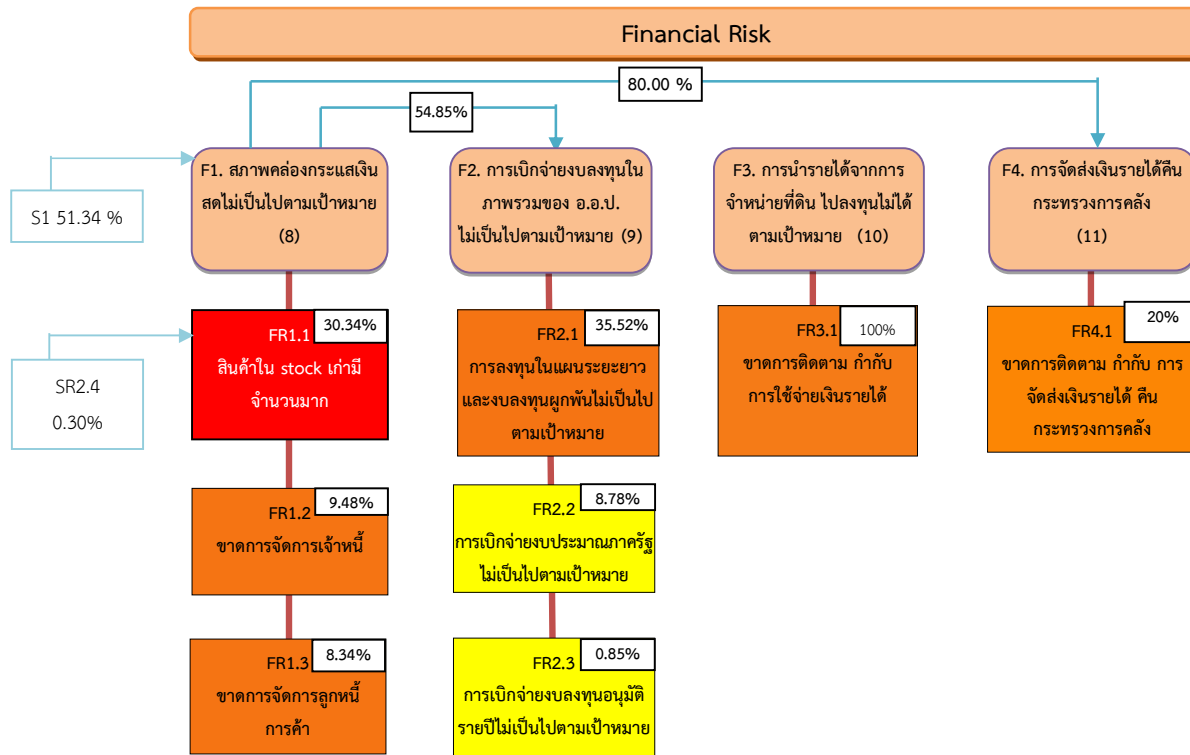 Financial Risk
80.00 %
54.85%
S1 51.34 %
F1. สภาพคล่องกระแสเงิน
สดไม่เป็นไปตามเป้าหมาย
(8)
F2. การเบิกจ่ายงบลงทุนใน
ภาพรวมของ อ.อ.ป.
ไม่เป็นไปตามเป้าหมาย (9)
F3. การนำรายได้จากการ
จำหน่ายที่ดิน ไปลงทุนไม่ได้
ตามเป้าหมาย (10)
F4. การจัดส่งเงินรายได้คืน
กระทรวงการคลัง
(11)
SR2.4
0.30%
30.34%
FR1.1
สินค้าใน stock เก่ามี
จำนวนมาก
35.52%
FR2.1
การลงทุนในแผนระยะยาว
และงบลงทุนผูกพันไม่เป็นไป
ตามเป้าหมาย
100%
FR3.1
ขาดการติดตาม กำกับ
การใช้จ่ายเงินรายได้
20%
FR4.1
ขาดการติดตาม กำกับ การ
จัดส่งเงินรายได้ คืน
กระทรวงการคลัง
9.48%
FR1.2
ขาดการจัดการเจ้าหนี้
8.78%
FR2.2
การเบิกจ่ายงบประมาณภาครัฐ
ไม่เป็นไปตามเป้าหมาย
8.34%
FR1.3
ขาดการจัดการลูกหนี้
การค้า
0.85%
FR2.3
การเบิกจ่ายงบลงทุนอนุมัติ
รายปีไม่เป็นไปตามเป้าหมาย